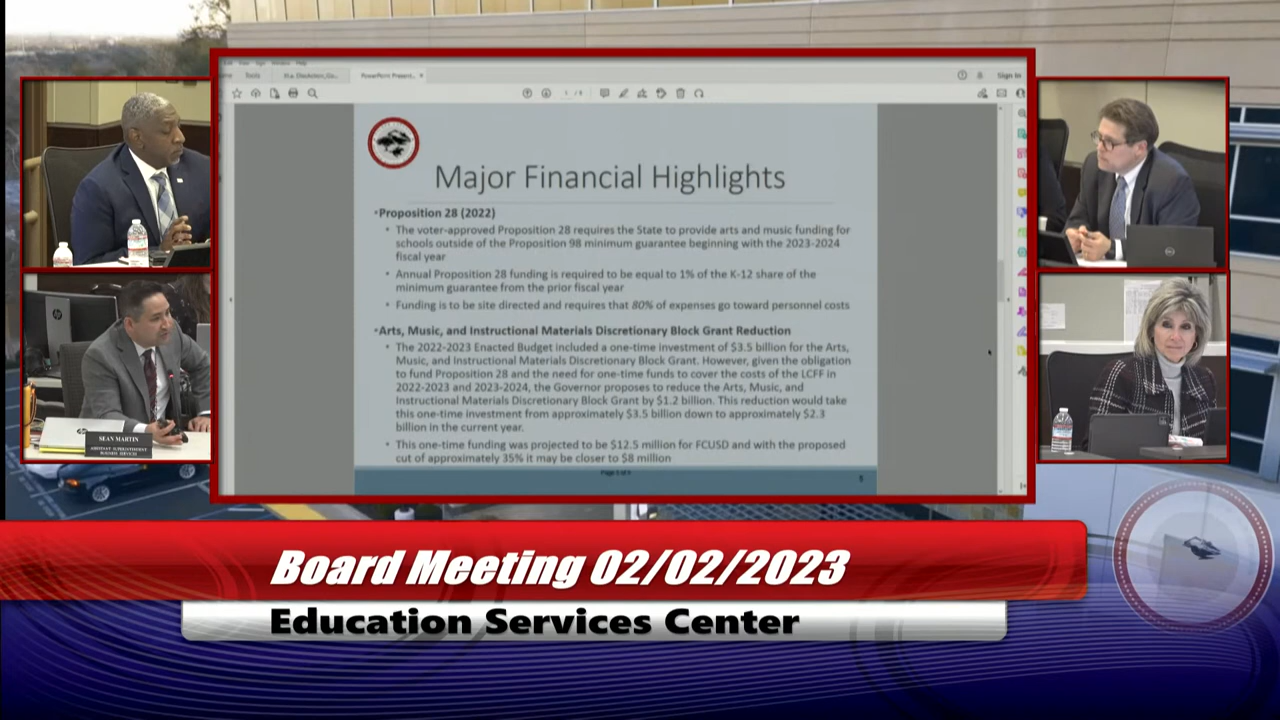 Window Help
Tools
PowerPoint Present...
Sign In
Major Financial Highlights
Proposition 28 (2022)
The voter-approved Proposition 28 requires the State to provide arts and music funding for
schools outside of the Proposition 98 minimum guarantee beginning with the 2023-2024
fiscal year
Annual Proposition 28 funding is required to be equal to 1% of the K-12 share of the
minimum guarantee from the prior fiscal year
Funding is to be site directed and requires that 80% of expenses go toward personnel costs
Arts, Music, and Instructional Materials Discretionary Block Grant Reduction
The 2022-2023 Enacted Budget included a one-time investment of $3.5 billion for the Arts,
Music, and Instructional Materials Discretionary Block Grant. However, given the obligation
to fund Proposition 28 and the need for one-time funds to cover the costs of the LCFF in
2022-2023 and 2023-2024, the Governor proposes to reduce the Arts, Music, and
Instructional Materials Discretionary Block Grant by $1.2 billion. This reduction would take
this one-time investment from approximately $3.5 billion down to approximately $2.3
billion in the current year.
This one-time funding was projected to be $12.5 million for FCUSD and with the proposed
cut of approximately 35% it may be closer to $8 million
SEAN MARTIN
ASSISTANT SUPERINTENDENT
BUSINESS SERVICES
Board Meeting 02/02/2023
Education Services Center